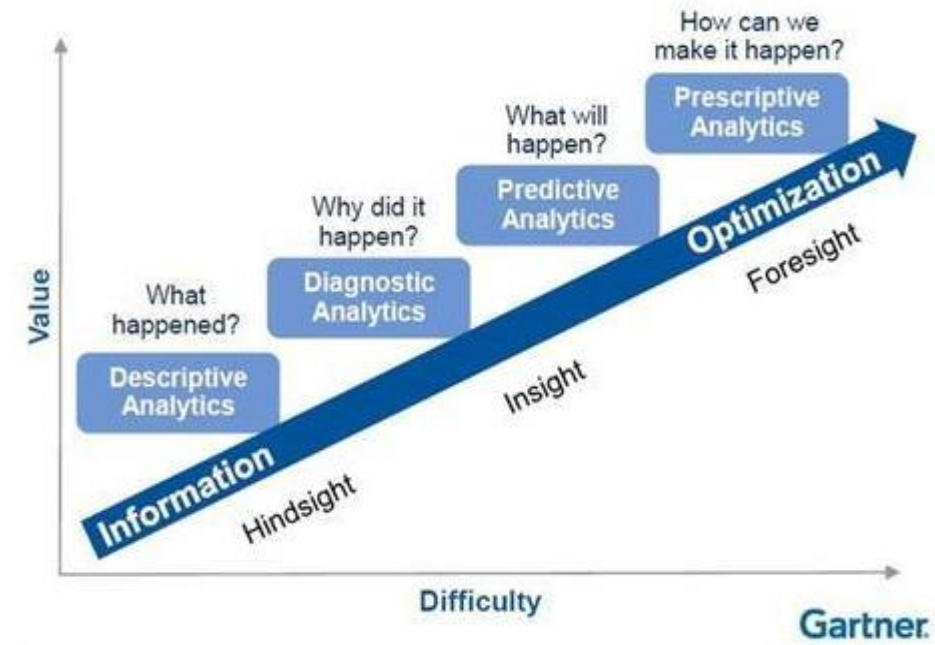 How can we
make it happen?
Prescriptive
Analytics
What will
happen?
Predictive
Analytics
Why did it
happen?
Diagnostic
Analytics
What
happened?
Descriptive
Analytics
Value
Information
Optimization
Hindsight
Insight
Foresight
Difficulty
Gartner.